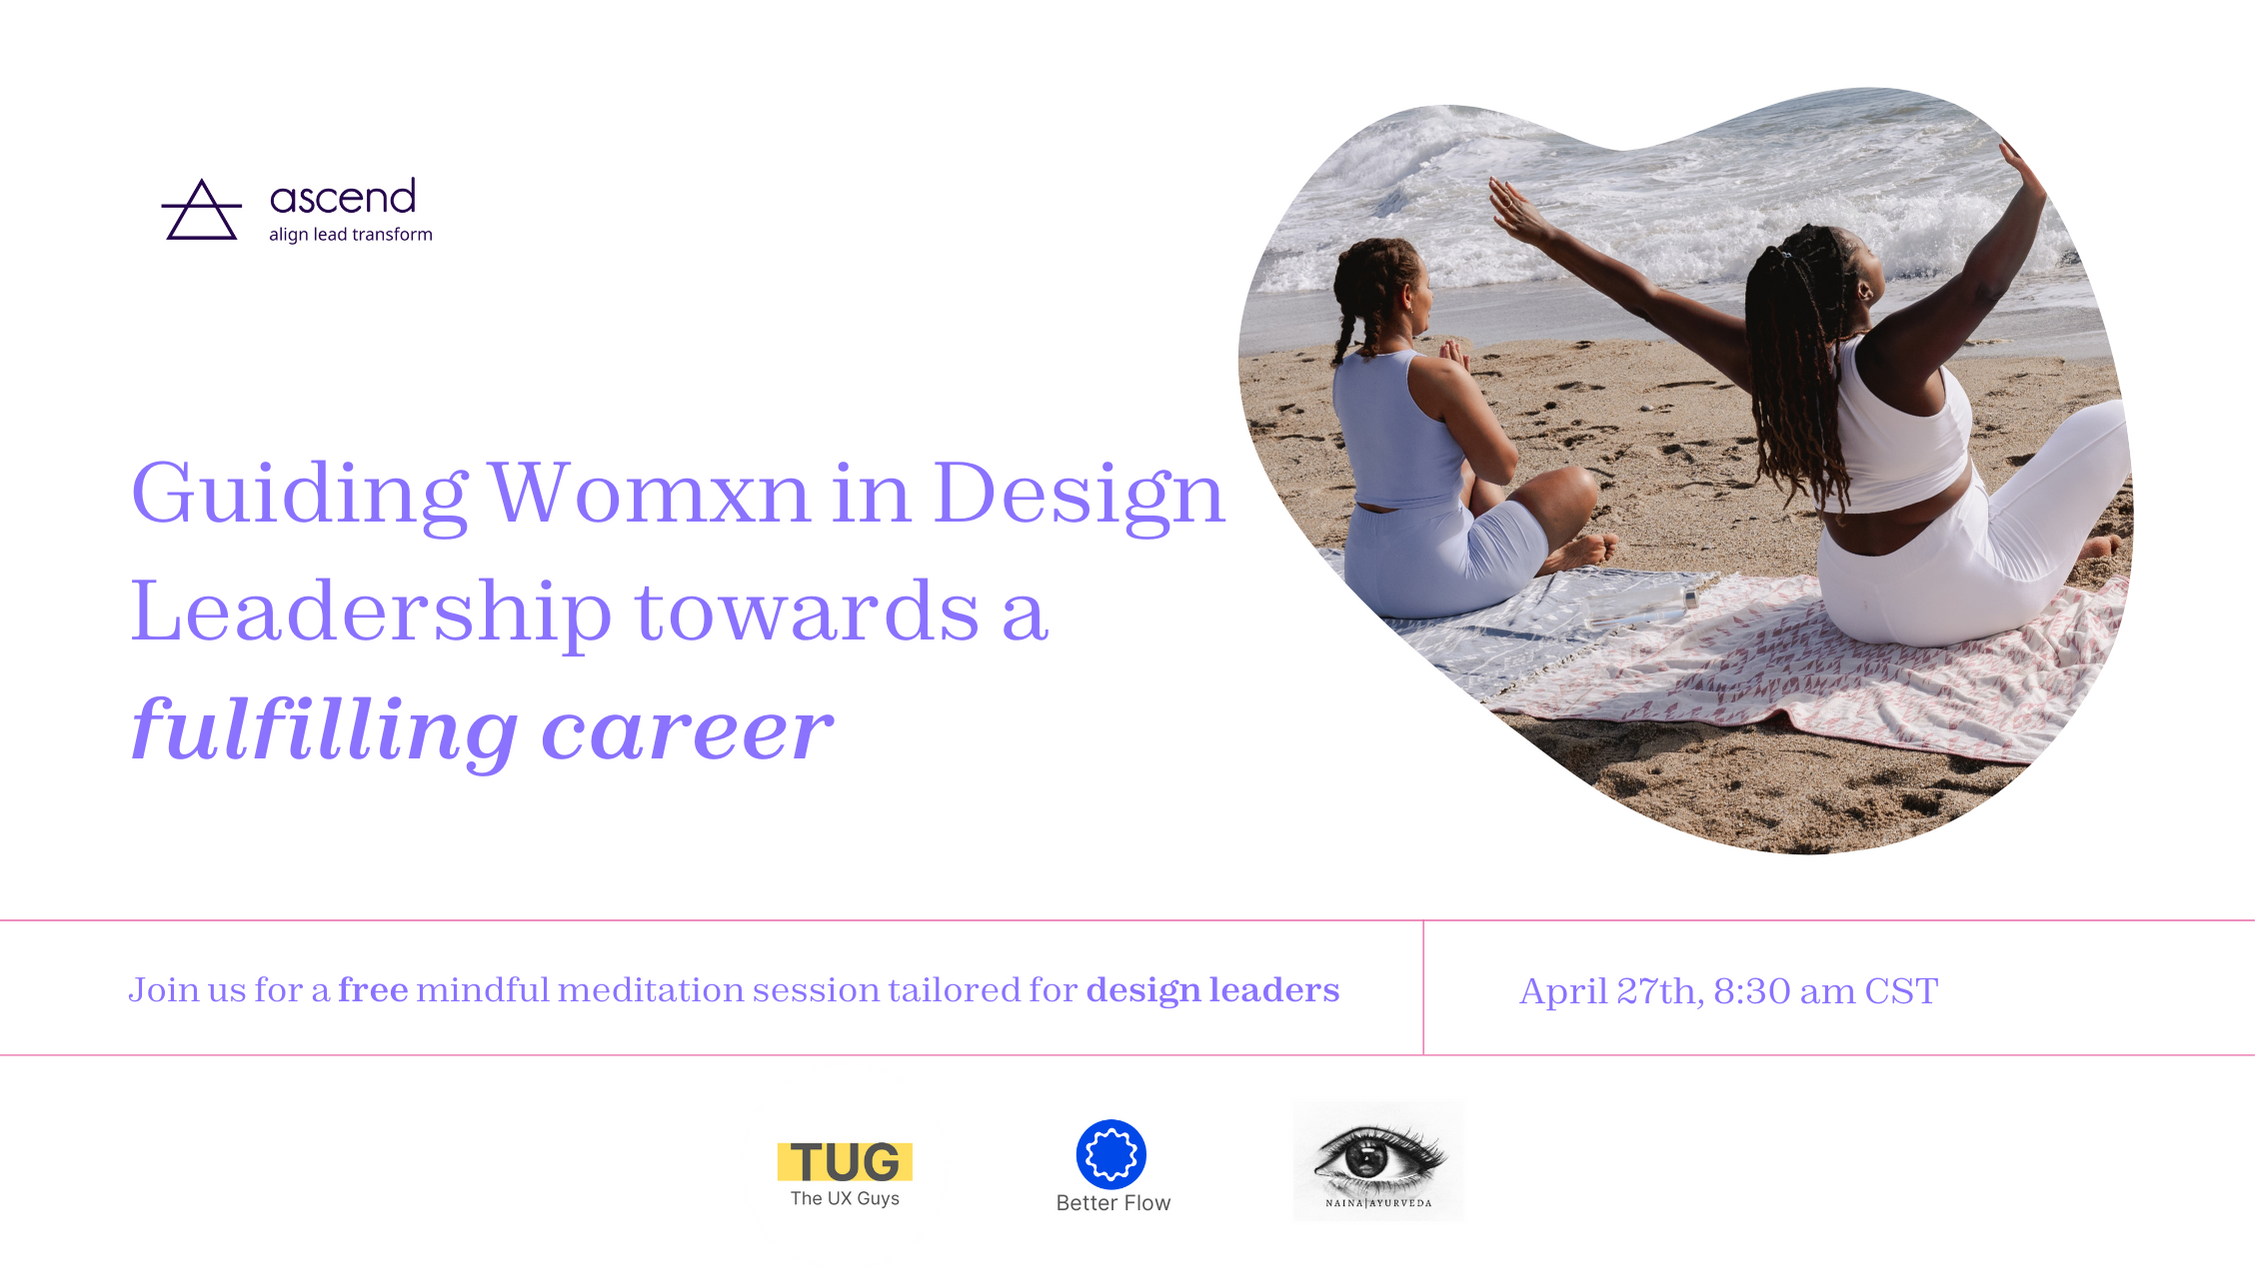 ascend
align lead transform
Guiding Womxn in Design
Leadership towards a
fulfilling career
Join us for a free mindful meditation session tailored for design leaders
April 27th, 8:30 am CST
TUG
The UX Guys
Better Flow
NAINA|AYURVEDA